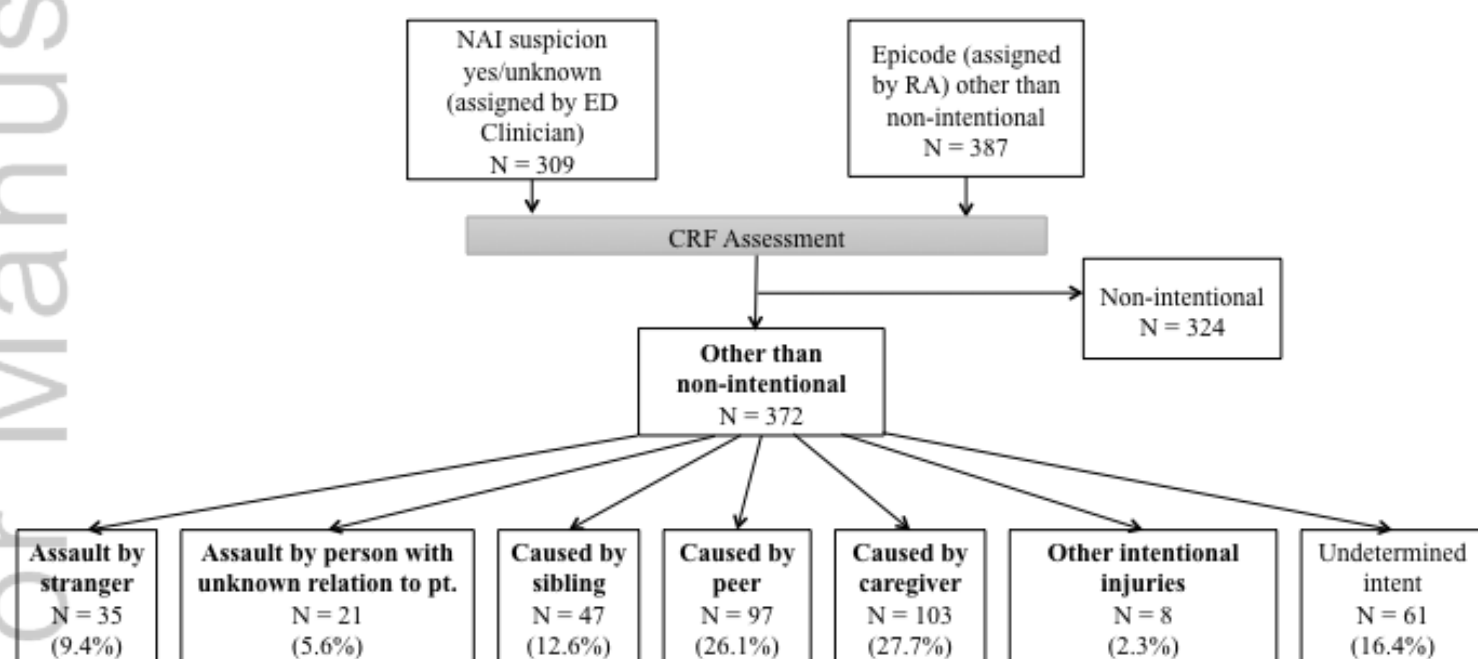 NAI suspicion
yes/unknown
(assigned by ED
Clinician)
N = 309
Epicode (assigned
by RA) other than
non-intentional
N = 387
CRF Assessment
Non-intentional
N = 324
Other than
non-intentional
N = 372
Assault by
stranger
N = 35
(9.4%)
Assault by person with
unknown relation to pt.
N = 21
(5.6%)
Caused by
sibling
N = 47
(12.6%)
Caused by
peer
N = 97
(26.1%)
Caused by
caregiver
N = 103
(27.7%)
Other intentional
injuries
N = 8
(2.3%)
Undetermined
intent
N = 61
(16.4%)
or Manus